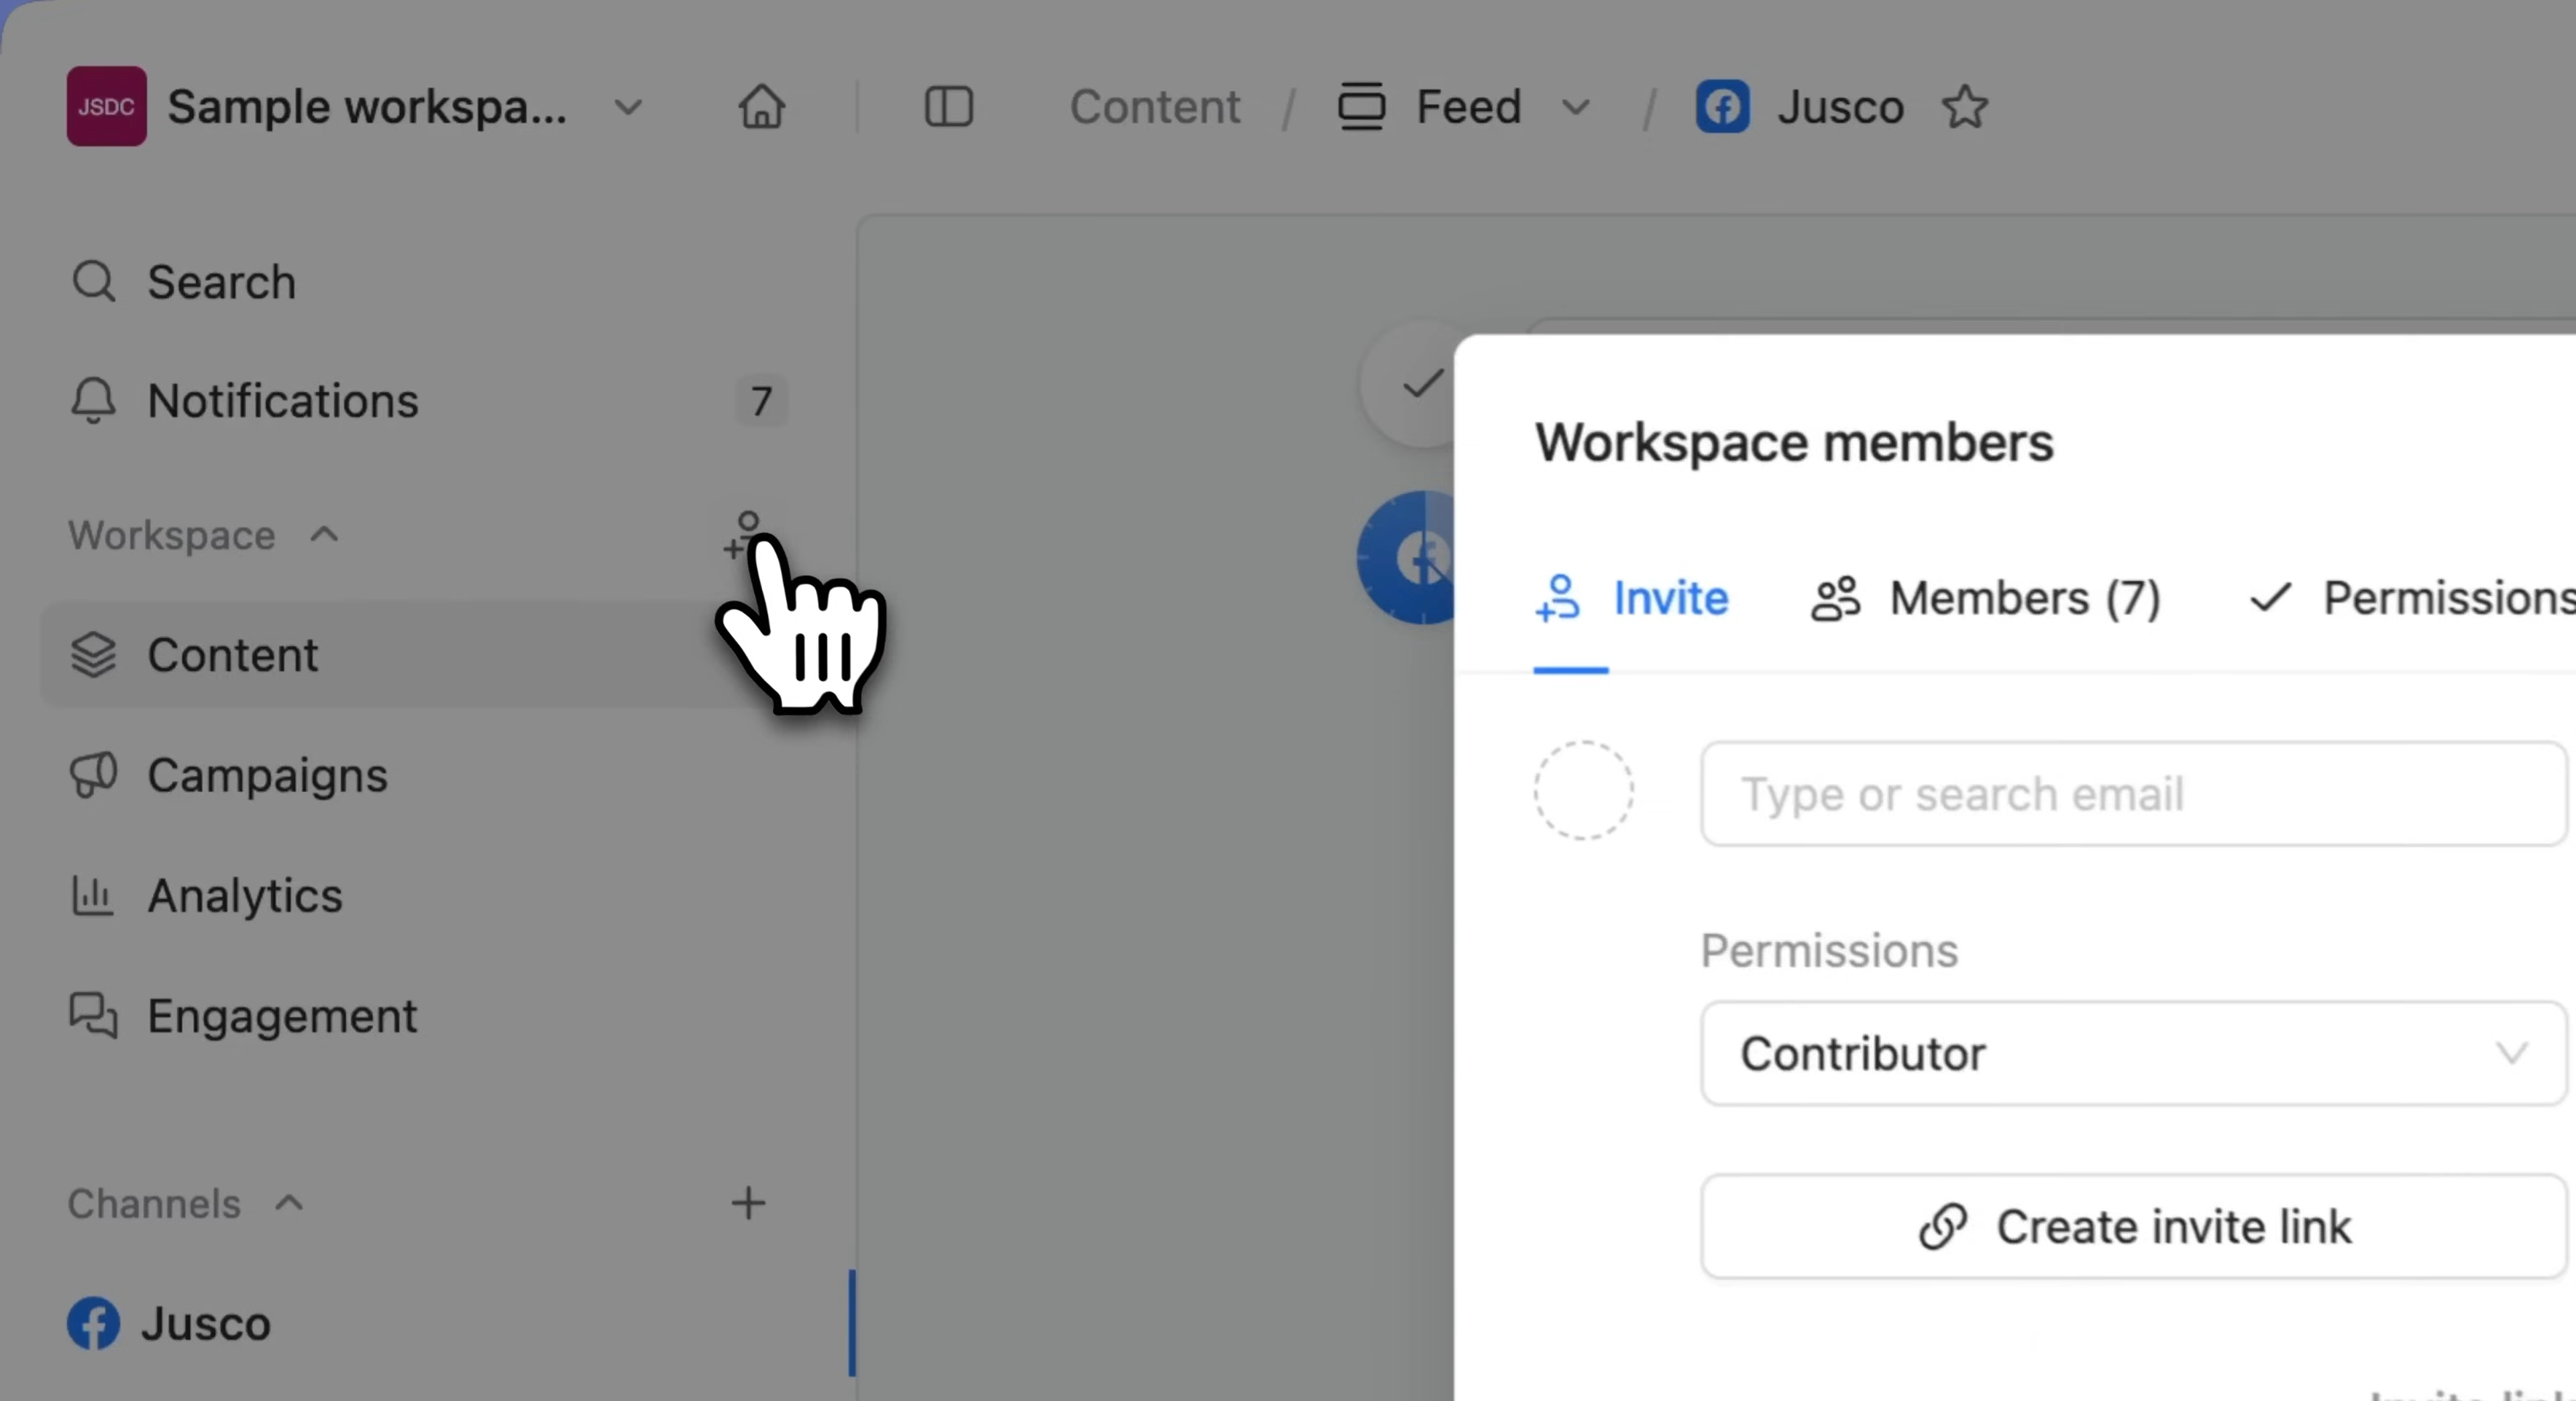 JSDC Sample workspa... Content / Feed / Jusco
Search
Notifications 7
Workspace
Content
Campaigns
Analytics
Engagement
Channels
Jusco
Workspace members
Invite Members (7) Permissions
Type or search email
Permissions
Contributor
Create invite link